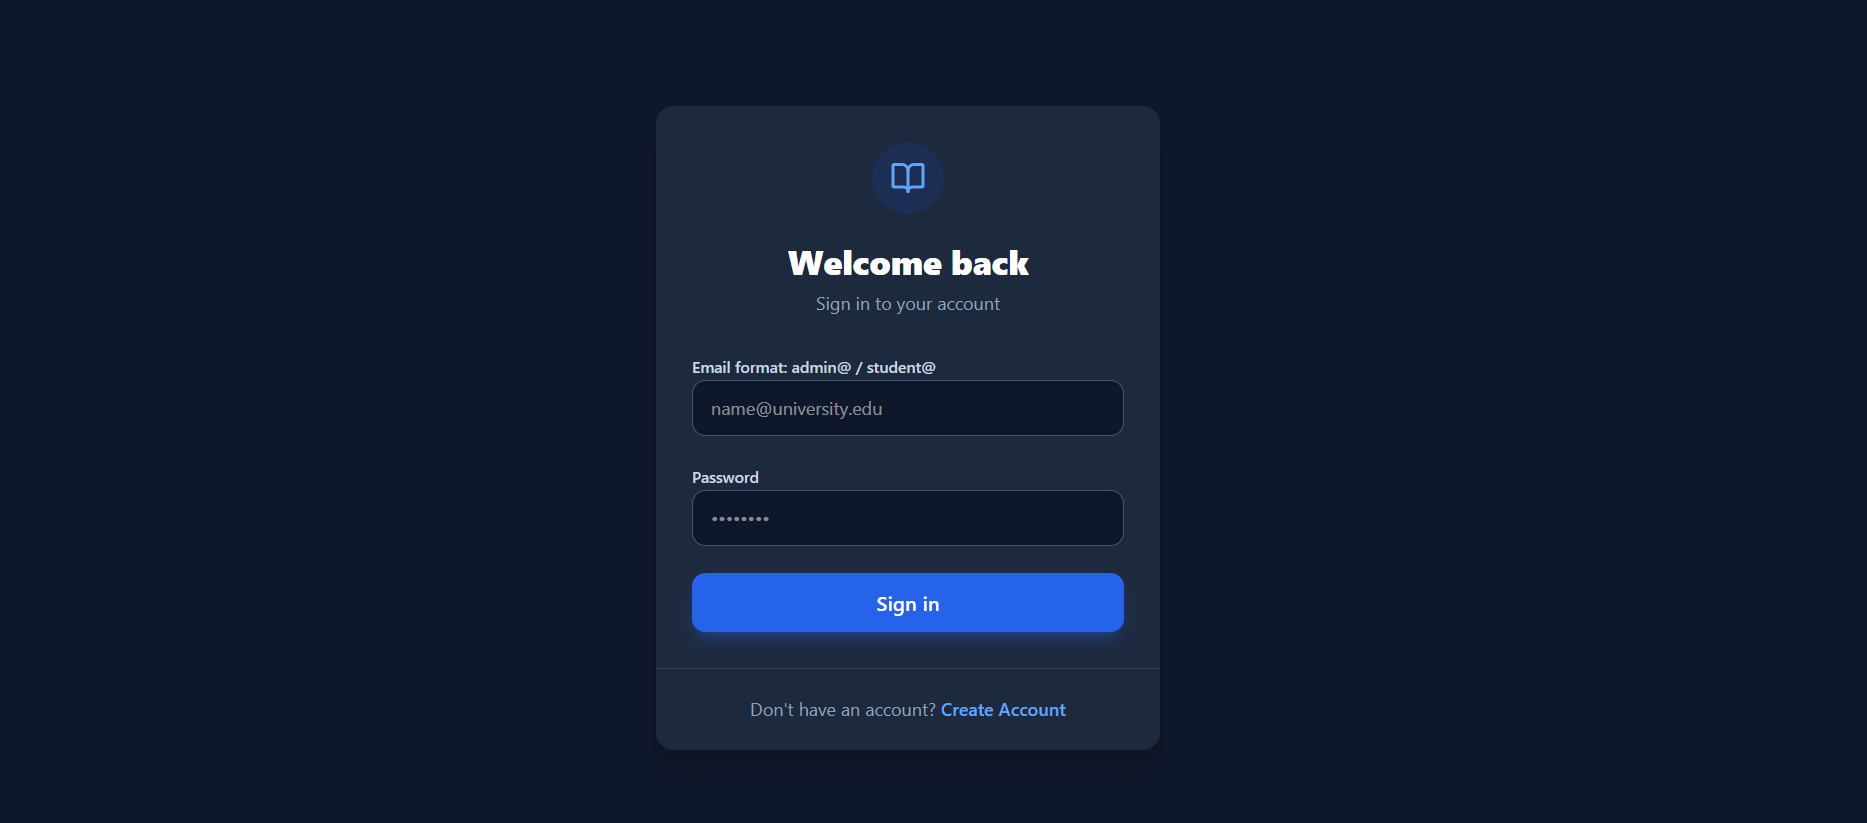 Welcome back
Sign in to your account
Email format: admin@ / student@
name@university.edu
Password
••••••••
Sign in
Don't have an account? Create Account